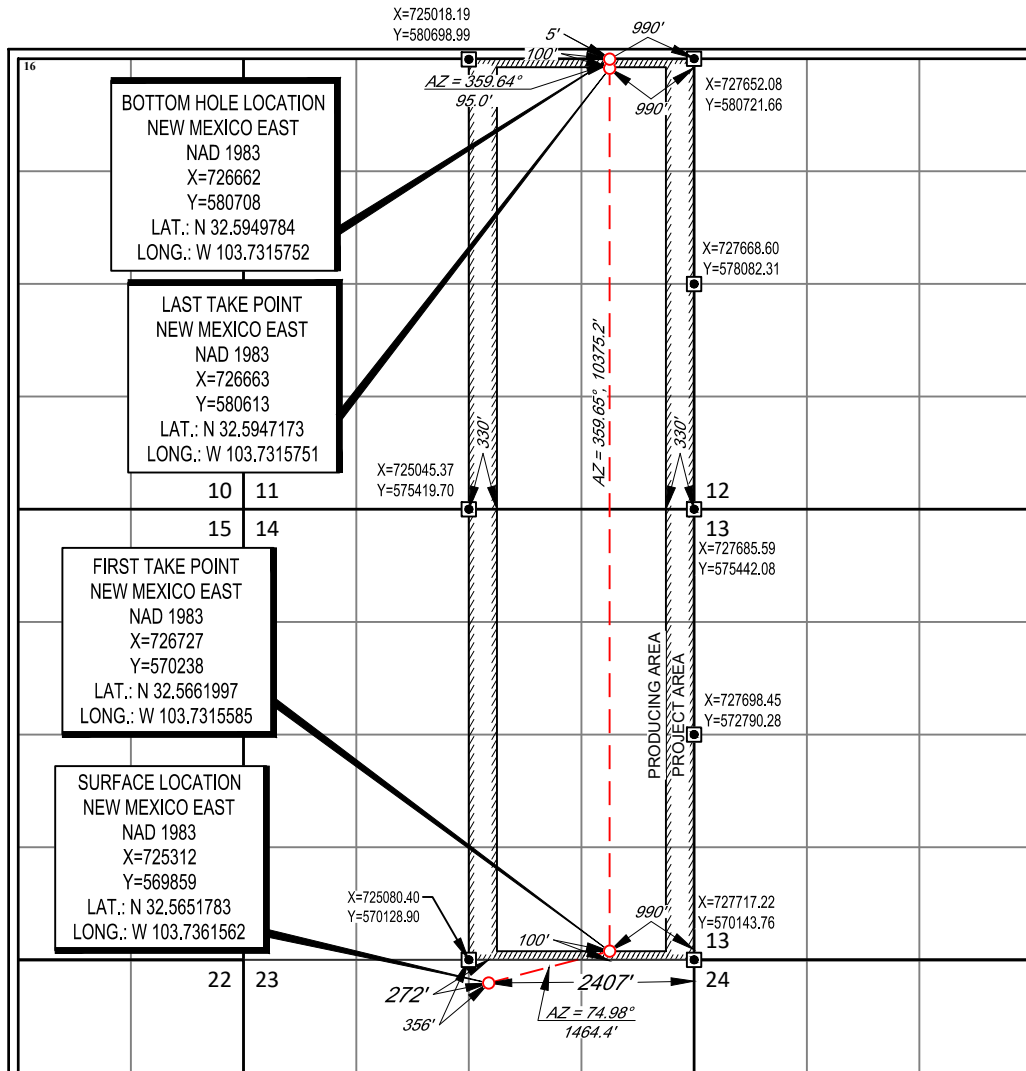 X=725018.19
Y=580698.99
5'
990'
100'
16
AZ = 359.64°
95.0'
990'
X=727652.08
Y=580721.66
BOTTOM HOLE LOCATION
NEW MEXICO EAST
NAD 1983
X=726662
Y=580708
LAT.: N 32.5949784
LONG.: W 103.7315752
X=727668.60
Y=578082.31
LAST TAKE POINT
NEW MEXICO EAST
NAD 1983
X=726663
Y=580613
LAT.: N 32.5947173
LONG.: W 103.7315751
AZ = 359.65°, 10375.2'
330'
330'
X=725045.37
Y=575419.70
10 11
12
15 14
13
X=727685.59
Y=575442.08
FIRST TAKE POINT
NEW MEXICO EAST
NAD 1983
X=726727
Y=570238
LAT.: N 32.5661997
LONG.: W 103.7315585
PRODUCING AREA
PROJECT AREA
X=727698.45
Y=572790.28
SURFACE LOCATION
NEW MEXICO EAST
NAD 1983
X=725312
Y=569859
LAT.: N 32.5651783
LONG.: W 103.7361562
X=725080.40
Y=570128.90
990'
X=727717.22
Y=570143.76
100'
13
22 23
24
272'
2407'
356'
AZ = 74.98°
1464.4'